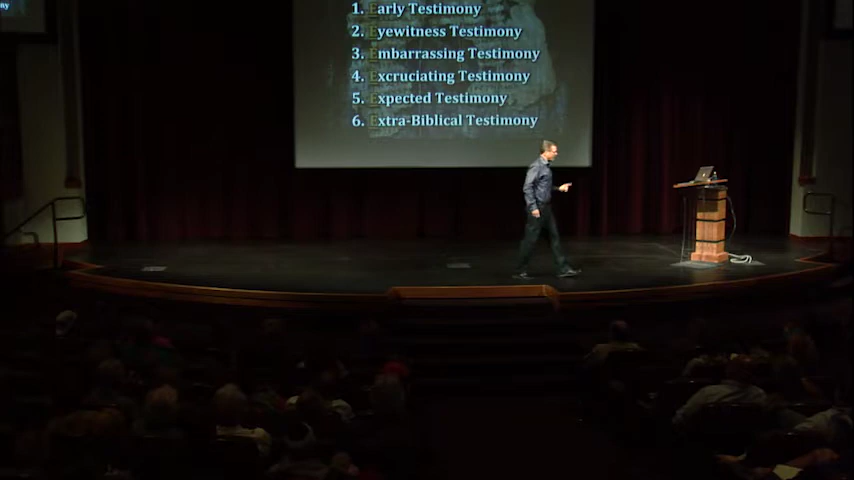 ny
1. Early Testimony
2. Eyewitness Testimony
3. Embarrassing Testimony
4. Excruciating Testimony
5. Expected Testimony
6. Extra-Biblical Testimony